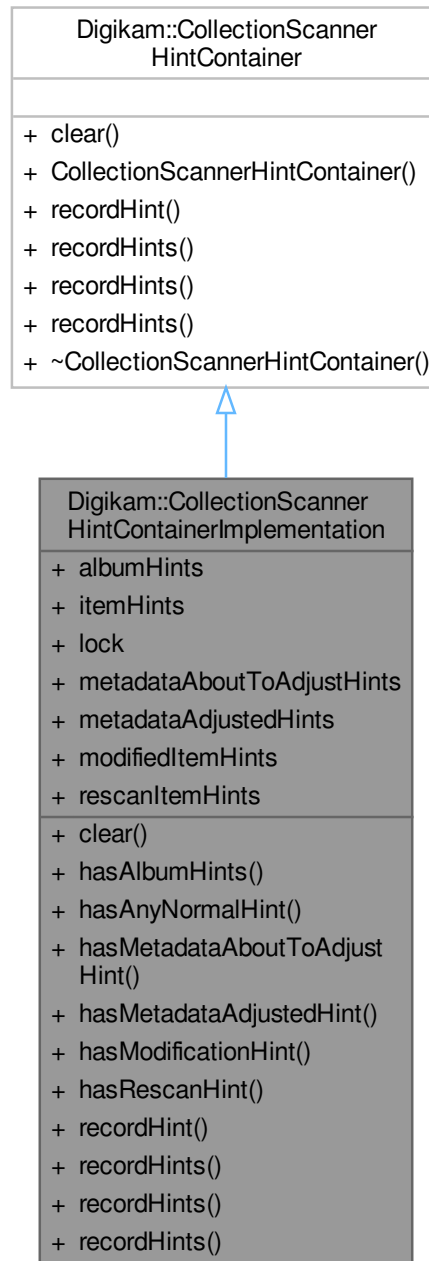 Digikam::CollectionScanner
HintContainer
+ clear()
+ CollectionScannerHintContainer()
+ recordHint()
+ recordHints()
+ recordHints()
+ recordHints()
+ ~CollectionScannerHintContainer()
Digikam::CollectionScanner
HintContainerImplementation
+ albumHints
+ itemHints
+ lock
+ metadataAboutToAdjustHints
+ metadataAdjustedHints
+ modifiedItemHints
+ rescanItemHints
+ clear()
+ hasAlbumHints()
+ hasAnyNormalHint()
+ hasMetadataAboutToAdjust
Hint()
+ hasMetadataAdjustedHint()
+ hasModificationHint()
+ hasRescanHint()
+ recordHint()
+ recordHints()
+ recordHints()
+ recordHints()